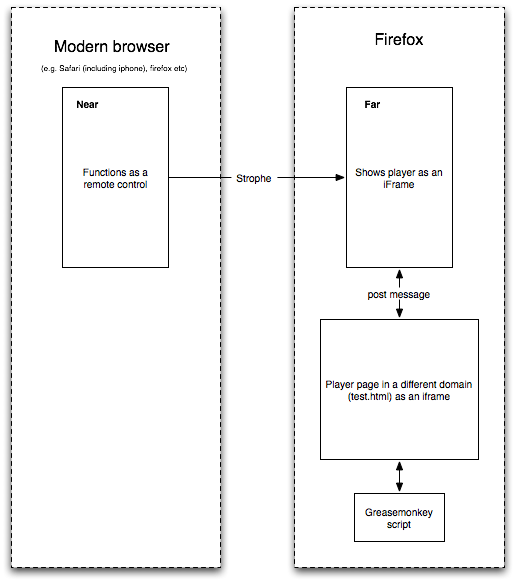 Modern browser
(e.g. Safari (including iphone), firefox etc)
Near
Functions as a
remote control
Strophe
Firefox
Far
Shows player as an
iFrame
post message
Player page in a different domain
(test.html) as an iframe
Greasemonkey
script